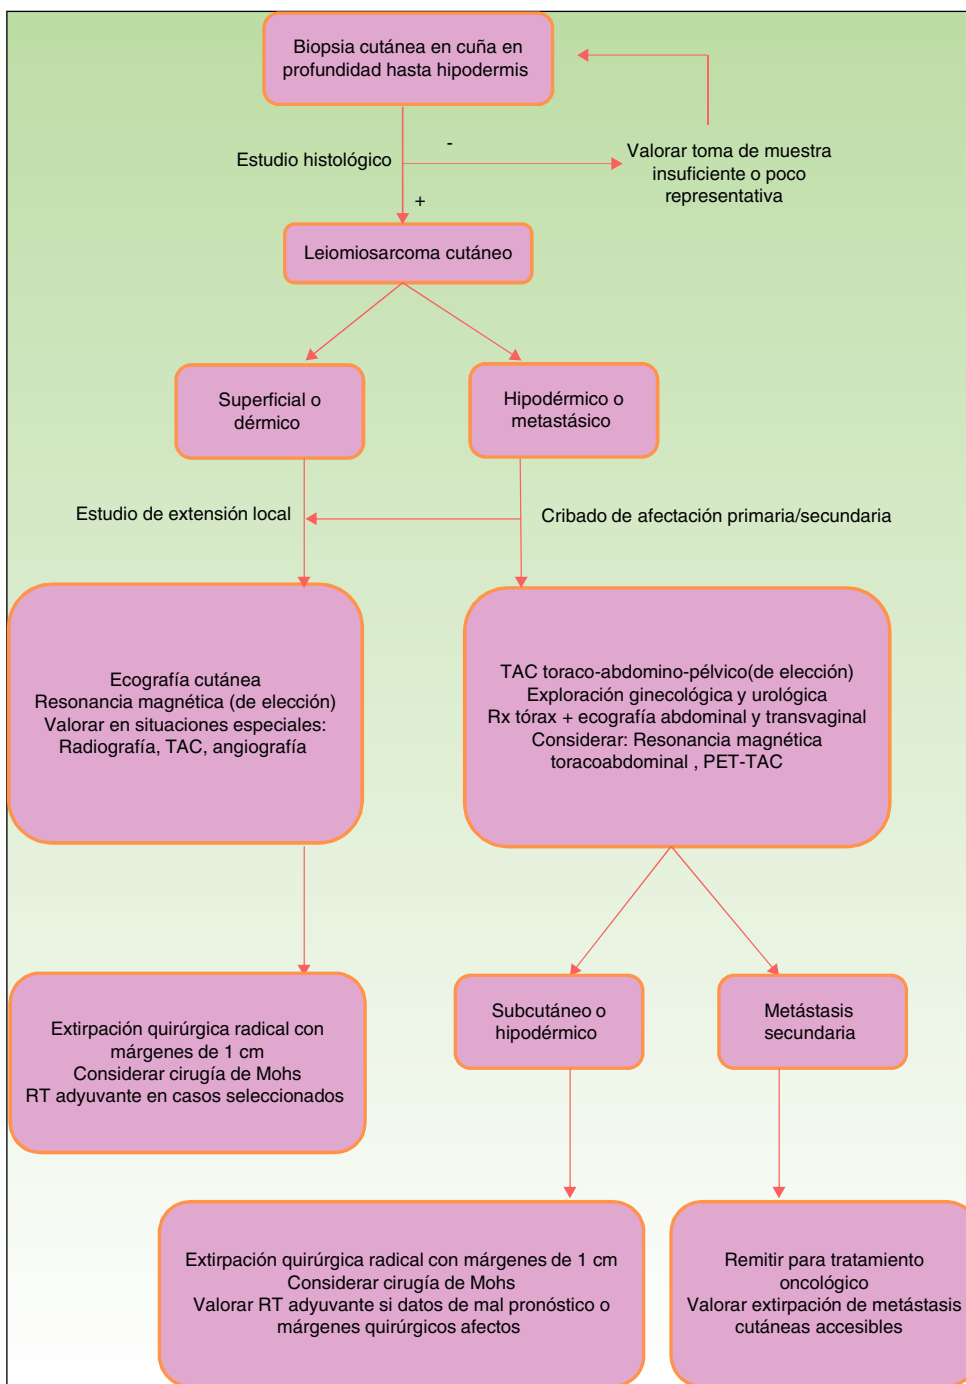 Biopsia cutánea en cuña en
profundidad hasta hipodermis
Estudio histológico
-
Valorar toma de muestra
insuficiente o poco
representativa
+
Leiomiosarcoma cutáneo
Superficial o
dérmico
Hipodérmico o
metastásico
Estudio de extensión local
Cribado de afectación primaria/secundaria
Ecografía cutánea
Resonancia magnética (de elección)
Valorar en situaciones especiales:
Radiografía, TAC, angiografía
TAC toraco-abdomino-pélvico(de elección)
Exploración ginecológica y urológica
Rx tórax + ecografía abdominal y transvaginal
Considerar: Resonancia magnética
toracoabdominal , PET-TAC
Extirpación quirúrgica radical con
márgenes de 1 cm
Considerar cirugía de Mohs
RT adyuvante en casos seleccionados
Subcutáneo o
hipodérmico
Metástasis
secundaria
Extirpación quirúrgica radical con márgenes de 1 cm
Considerar cirugía de Mohs
Valorar RT adyuvante si datos de mal pronóstico o
márgenes quirúrgicos afectos
Remitir para tratamiento
oncológico
Valorar extirpación de metástasis
cutáneas accesibles